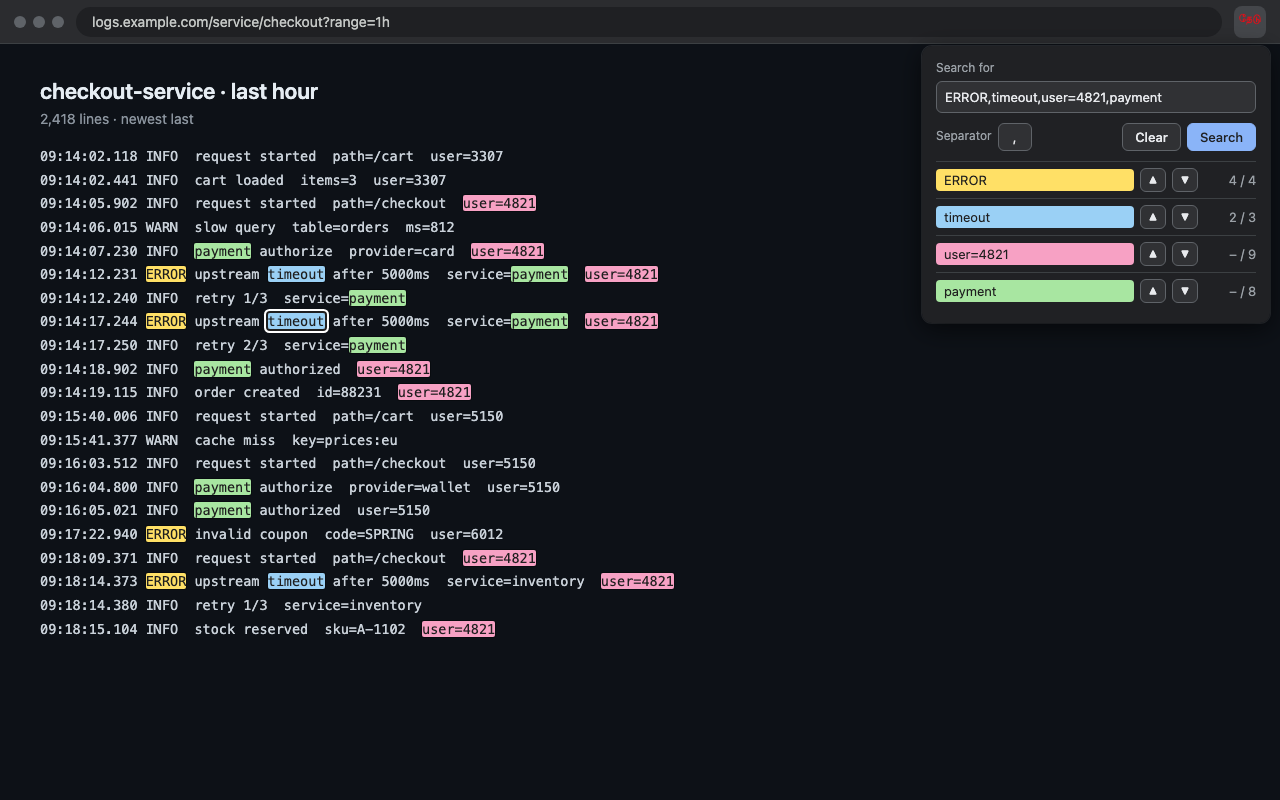 logs.example.com/service/checkout?range=1h
checkout-service · last hour
2,418 lines · newest last
09:14:02.118 INFO request started path=/cart user=3307
09:14:02.441 INFO cart loaded items=3 user=3307
09:14:05.902 INFO request started path=/checkout user=4821
09:14:06.015 WARN slow query table=orders ms=812
09:14:07.230 INFO payment authorize provider=card user=4821
09:14:12.231 ERROR upstream timeout after 5000ms service=payment user=4821
09:14:12.240 INFO retry 1/3 service=payment
09:14:17.244 ERROR upstream timeout after 5000ms service=payment user=4821
09:14:17.250 INFO retry 2/3 service=payment
09:14:18.902 INFO payment authorized user=4821
09:14:19.115 INFO order created id=88231 user=4821
09:15:40.006 INFO request started path=/cart user=5150
09:15:41.377 WARN cache miss key=prices:eu
09:16:03.512 INFO request started path=/checkout user=5150
09:16:04.800 INFO payment authorize provider=wallet user=5150
09:16:05.021 INFO payment authorized user=5150
09:17:22.940 ERROR invalid coupon code=SPRING user=6012
09:18:09.371 INFO request started path=/checkout user=4821
09:18:14.373 ERROR upstream timeout after 5000ms service=inventory user=4821
09:18:14.380 INFO retry 1/3 service=inventory
09:18:15.104 INFO stock reserved sku=A-1102 user=4821
Search for
ERROR,timeout,user=4821,payment
Separator , Clear Search
ERROR ▲ ▼ 4 / 4
timeout ▲ ▼ 2 / 3
user=4821 ▲ ▼ – / 9
payment ▲ ▼ – / 8